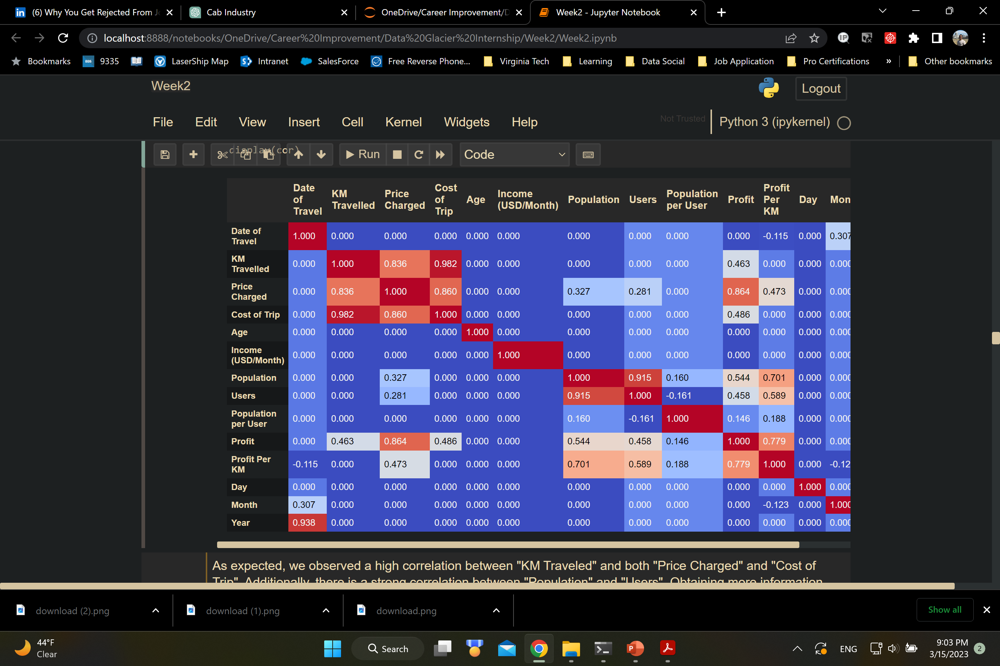 (6) Why You Get Rejected From Jo
Cab Industry
OneDrive/Career Improvement/D
Week2 - Jupyter Notebook
localhost:8888/notebooks/OneDrive/Career%20Improvement/Data%20Glacier%20Internship/Week2/Week2.ipynb
Bookmarks 9335 LaserShip Map Intranet SalesForce Free Reverse Phone... Virginia Tech Learning Data Social Job Application Pro Certifications » Other bookmarks
Week2
Logout
File Edit View Insert Cell Kernel Widgets Help
Not Trusted
Python 3 (ipykernel)
display(cor)
Run
Code
Date of Travel KM Travelled Price Charged Cost of Trip Age Income (USD/Month) Population Users Population per User Profit Profit Per KM Day Mon
Date of Travel 1.000 0.000 0.000 0.000 0.000 0.000 0.000 0.000 0.000 0.000 -0.115 0.000 0.307
KM Travelled 0.000 1.000 0.836 0.982 0.000 0.000 0.000 0.000 0.000 0.463 0.000 0.000 0.000
Price Charged 0.000 0.836 1.000 0.860 0.000 0.000 0.327 0.281 0.000 0.864 0.473 0.000 0.000
Cost of Trip 0.000 0.982 0.860 1.000 0.000 0.000 0.000 0.000 0.000 0.486 0.000 0.000 0.000
Age 0.000 0.000 0.000 0.000 1.000 0.000 0.000 0.000 0.000 0.000 0.000 0.000 0.000
Income (USD/Month) 0.000 0.000 0.000 0.000 0.000 1.000 0.000 0.000 0.000 0.000 0.000 0.000 0.000
Population 0.000 0.000 0.327 0.000 0.000 0.000 1.000 0.915 0.160 0.544 0.701 0.000 0.000
Users 0.000 0.000 0.281 0.000 0.000 0.000 0.915 1.000 -0.161 0.458 0.589 0.000 0.000
Population per User 0.000 0.000 0.000 0.000 0.000 0.000 0.160 -0.161 1.000 0.146 0.188 0.000 0.000
Profit 0.000 0.463 0.864 0.486 0.000 0.000 0.544 0.458 0.146 1.000 0.779 0.000 0.000
Profit Per KM -0.115 0.000 0.473 0.000 0.000 0.000 0.701 0.589 0.188 0.779 1.000 0.000 -0.12
Day 0.000 0.000 0.000 0.000 0.000 0.000 0.000 0.000 0.000 0.000 0.000 1.000 0.000
Month 0.307 0.000 0.000 0.000 0.000 0.000 0.000 0.000 0.000 0.000 -0.123 0.000 1.000
Year 0.938 0.000 0.000 0.000 0.000 0.000 0.000 0.000 0.000 0.000 0.000 0.000 0.000
As expected, we observed a high correlation between "KM Traveled" and both "Price Charged" and "Cost of
Trip". Additionally, there is a strong correlation between "Population" and "Users". Obtaining more information
download (2).png
download (1).png
download.png
Show all
44°F
Clear
Search
ENG
9:03 PM
3/15/2023
2